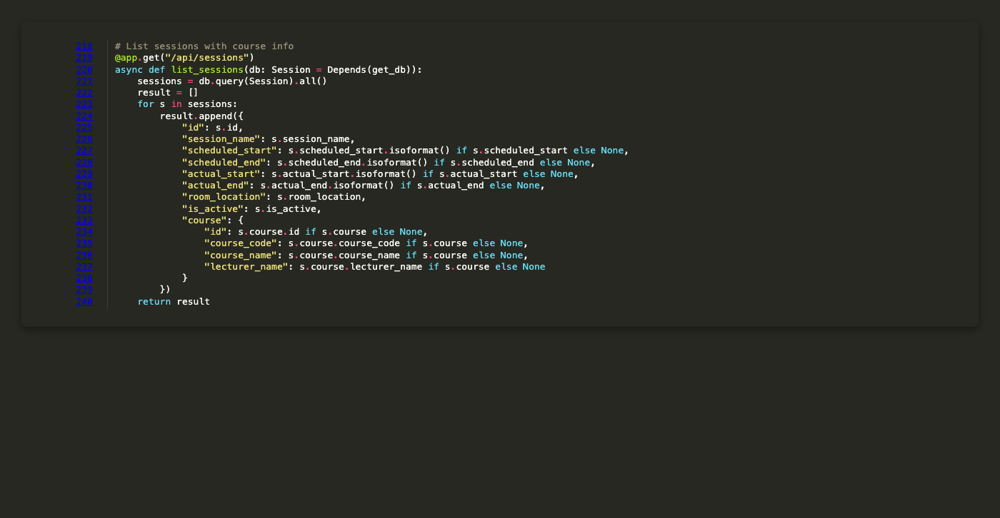 218 # List sessions with course info
219 @app.get("/api/sessions")
220 async def list_sessions(db: Session = Depends(get_db)):
221     sessions = db.query(Session).all()
222     result = []
223     for s in sessions:
224         result.append({
225             "id": s.id,
226             "session_name": s.session_name,
227             "scheduled_start": s.scheduled_start.isoformat() if s.scheduled_start else None,
228             "scheduled_end": s.scheduled_end.isoformat() if s.scheduled_end else None,
229             "actual_start": s.actual_start.isoformat() if s.actual_start else None,
230             "actual_end": s.actual_end.isoformat() if s.actual_end else None,
231             "room_location": s.room_location,
232             "is_active": s.is_active,
233             "course": {
234                 "id": s.course.id if s.course else None,
235                 "course_code": s.course.course_code if s.course else None,
236                 "course_name": s.course.course_name if s.course else None,
237                 "lecturer_name": s.course.lecturer_name if s.course else None
238             }
239         })
240     return result